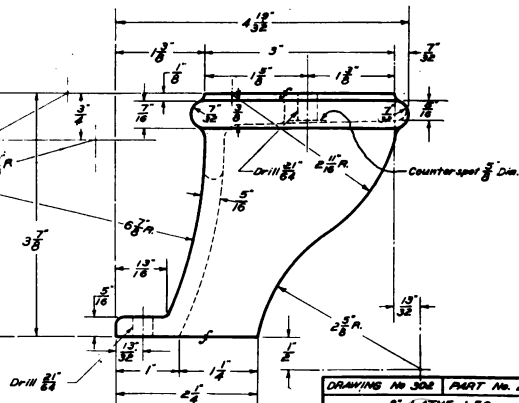 4 19/32"
1 3/8"
3"
7/32"
1/8"
1 5/8"
1 3/8"
3/4"
7/16"
7/32"
3/8"
7/32
f
R.
Drill 21"/64
2 11/16" R.
Counterspot 5/8" Dia.
3 7/8"
6 7/8" R.
5/16"
13"/16
5/16"
2 5/8" R.
13"/32
f
13"/32
1/2"
Drill 21"/64
1"
1 1/4"
2 1/4"
DRAWING No 302
PART No.